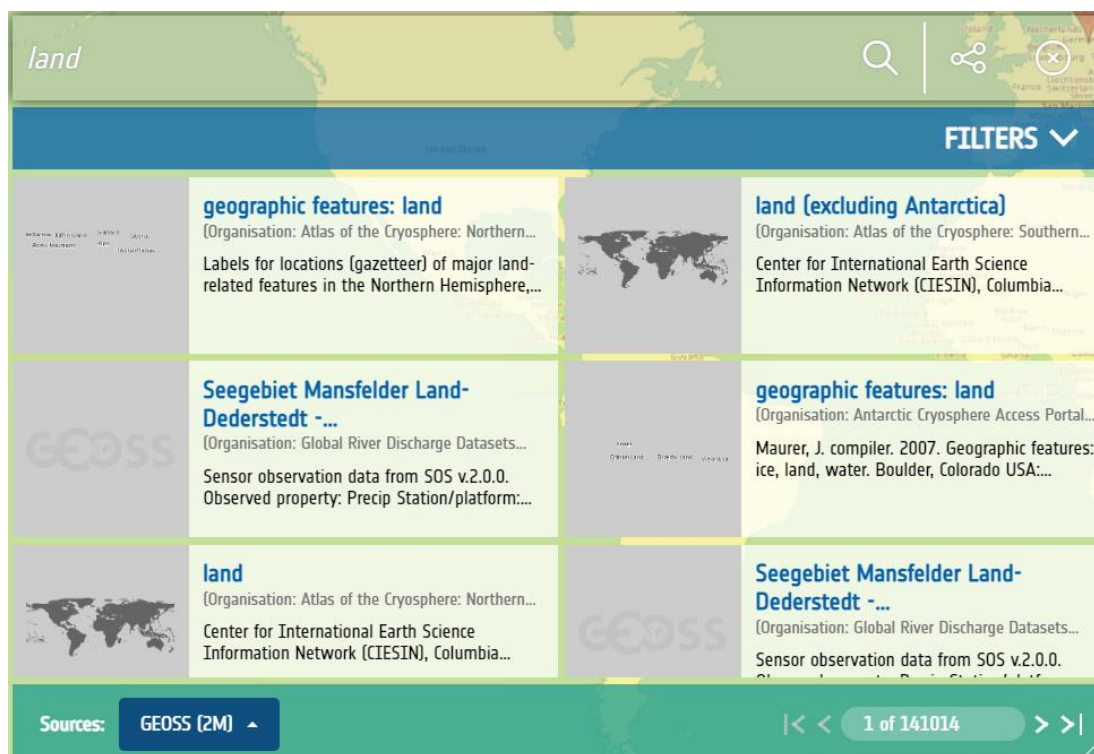 land
FILTERS
geographic features: land
(Organisation: Atlas of the Cryosphere: Northern...
Labels for locations (gazetteer) of major land-
related features in the Northern Hemisphere,...
land (excluding Antarctica)
(Organisation: Atlas of the Cryosphere: Southern...
Center for International Earth Science
Information Network (CIESIN), Columbia...
GEOSS
Seegebiet Mansfelder Land-
Dederstedt -...
(Organisation: Global River Discharge Datasets...
Sensor observation data from SOS v.2.0.0.
Observed property: Precip Station/platform:...
geographic features: land
(Organisation: Antarctic Cryosphere Access Portal...
Maurer, J. compiler. 2007. Geographic features:
ice, land, water. Boulder, Colorado USA:...
land
(Organisation: Atlas of the Cryosphere: Northern...
Center for International Earth Science
Information Network (CIESIN), Columbia...
GEOSS
Seegebiet Mansfelder Land-
Dederstedt -...
(Organisation: Global River Discharge Datasets...
Sensor observation data from SOS v.2.0.0.
Sources:
GEOSS (2M)
1 of 141014